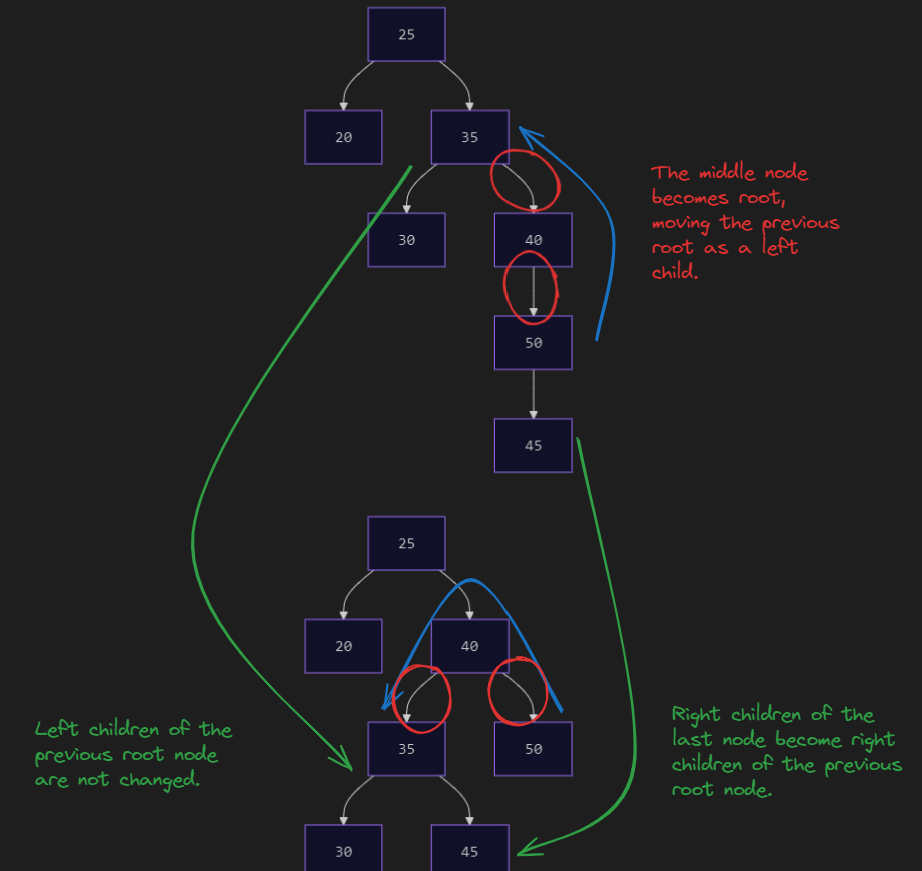 25
20
35
The middle node
becomes root,
moving the previous
root as a left
child.
30
40
50
45
25
20
40
35
50
Left children of the
previous root node
are not changed.
Right children of the
last node become right
children of the previous
root node.
30
45